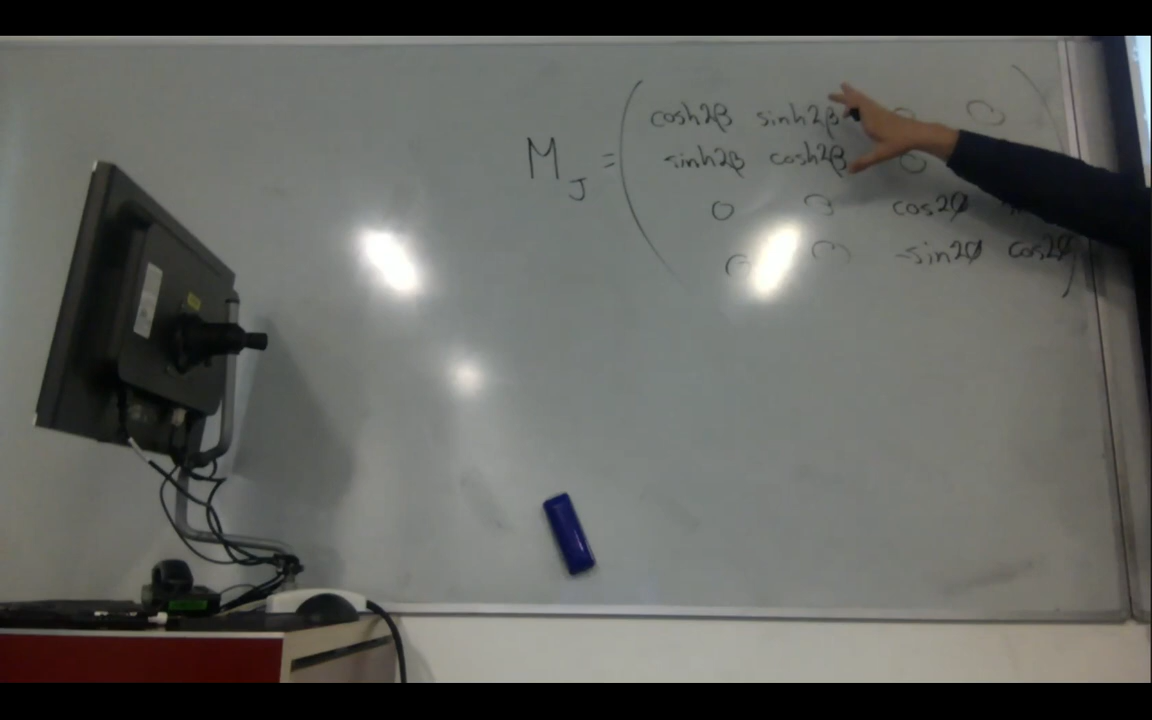 M_J = ( cosh2β sinh2β 0 0
sinh2β cosh2β 0
0 0 cos2φ
0 0 -sin2φ cos2φ )